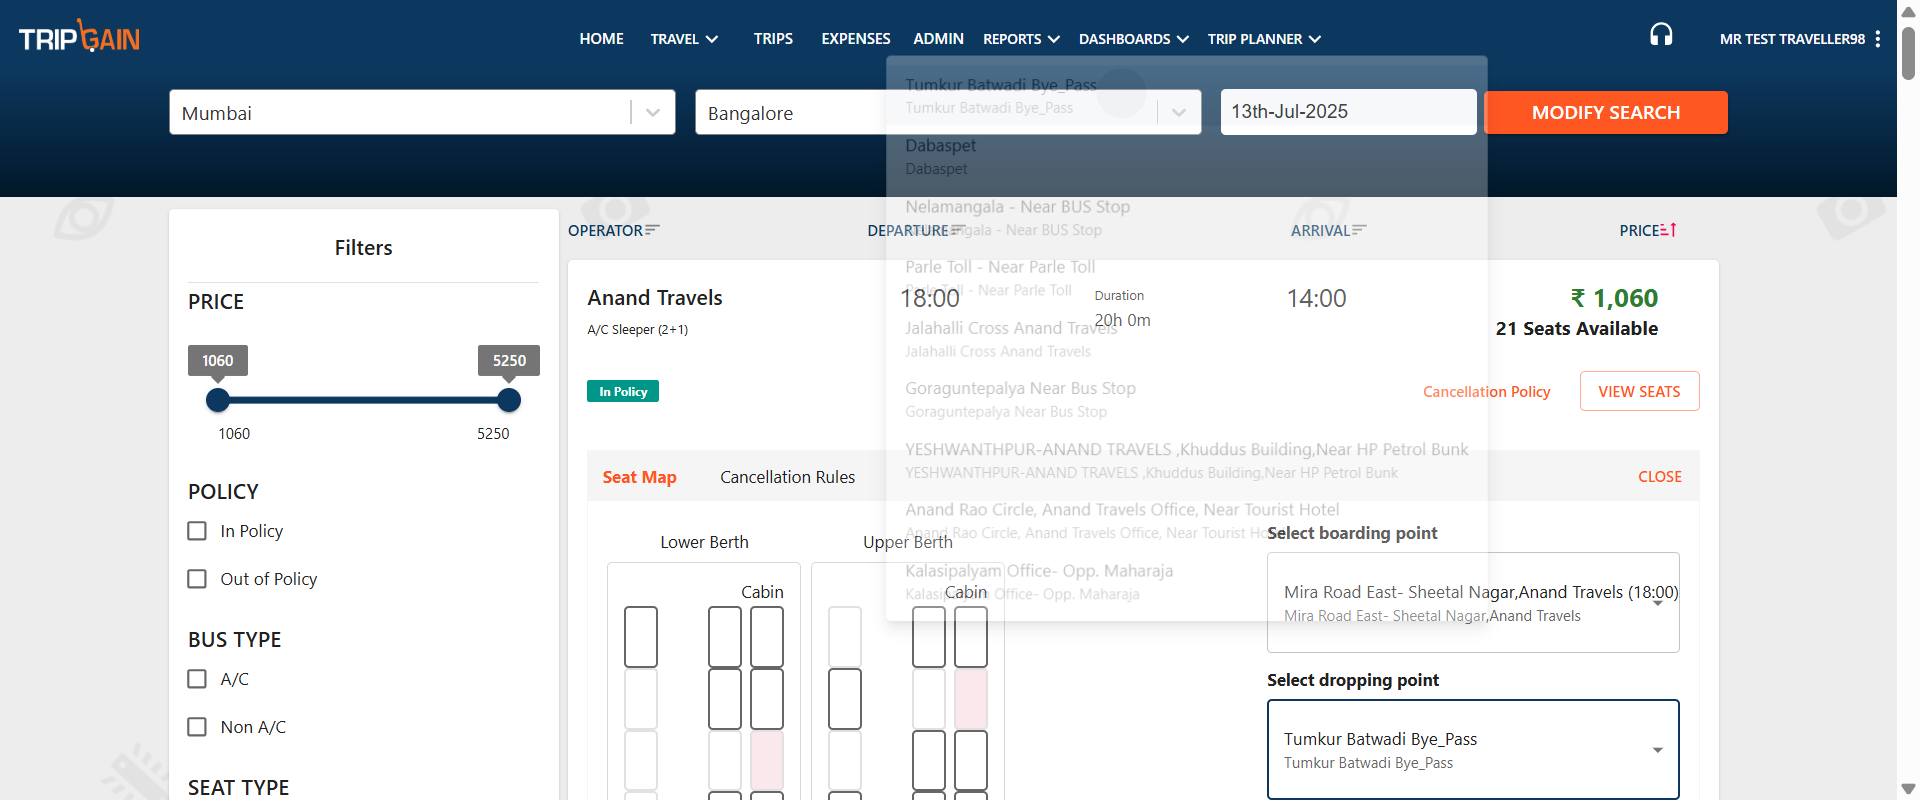 TRIPGAIN
HOME
TRAVEL
TRIPS
EXPENSES
ADMIN
REPORTS
DASHBOARDS
TRIP PLANNER
MR TEST TRAVELLER98
Mumbai
Bangalore
13th-Jul-2025
MODIFY SEARCH
Tumkur Batwadi Bye_Pass
Tumkur Batwadi Bye_Pass
Dabaspet
Dabaspet
Nelamangala - Near BUS Stop
Nelamangala - Near BUS Stop
Parle Toll - Near Parle Toll
Parle Toll - Near Parle Toll
Jalahalli Cross Anand Travels
Jalahalli Cross Anand Travels
Goraguntepalya Near Bus Stop
Goraguntepalya Near Bus Stop
YESHWANTHPUR-ANAND TRAVELS ,Khuddus Building,Near HP Petrol Bunk
YESHWANTHPUR-ANAND TRAVELS ,Khuddus Building,Near HP Petrol Bunk
Anand Rao Circle, Anand Travels Office, Near Tourist Hotel
Anand Rao Circle, Anand Travels Office, Near Tourist Hotel
Kalasipalyam Office- Opp. Maharaja
Kalasipalyam Office- Opp. Maharaja
Filters
PRICE
1060
5250
1060
5250
POLICY
In Policy
Out of Policy
BUS TYPE
A/C
Non A/C
SEAT TYPE
OPERATOR
DEPARTURE
ARRIVAL
PRICE
Anand Travels
A/C Sleeper (2+1)
18:00
Duration
20h 0m
14:00
₹ 1,060
21 Seats Available
In Policy
Cancellation Policy
VIEW SEATS
Seat Map
Cancellation Rules
CLOSE
Lower Berth
Upper Berth
Cabin
Cabin
Select boarding point
Mira Road East- Sheetal Nagar,Anand Travels (18:00)
Mira Road East- Sheetal Nagar,Anand Travels
Select dropping point
Tumkur Batwadi Bye_Pass
Tumkur Batwadi Bye_Pass